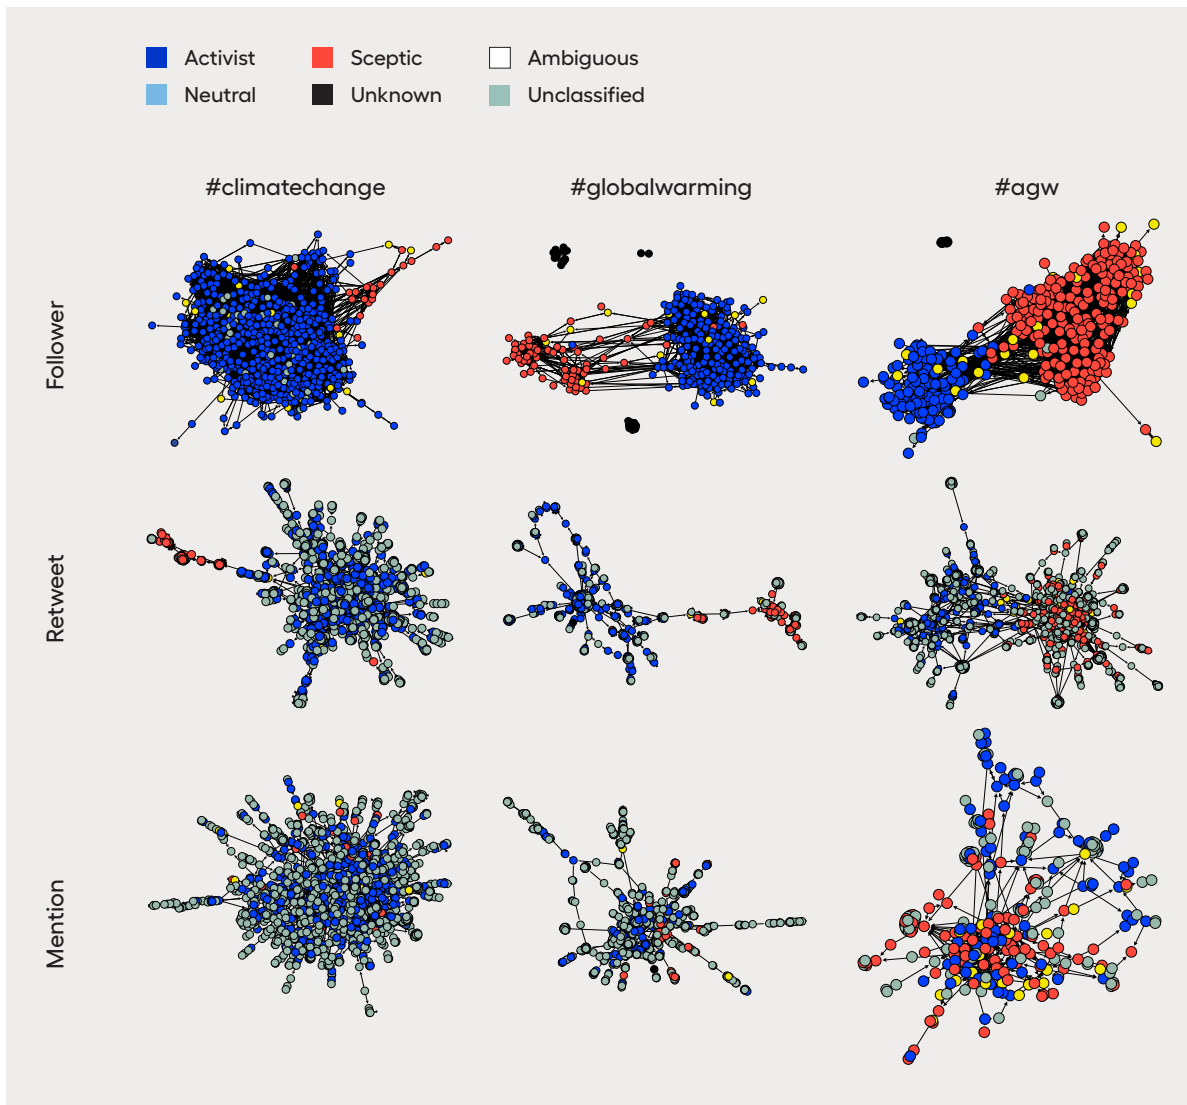 Activist
Sceptic
Ambiguous
Neutral
Unknown
Unclassified
#climatechange
#globalwarming
#agw
Follower
Retweet
Mention